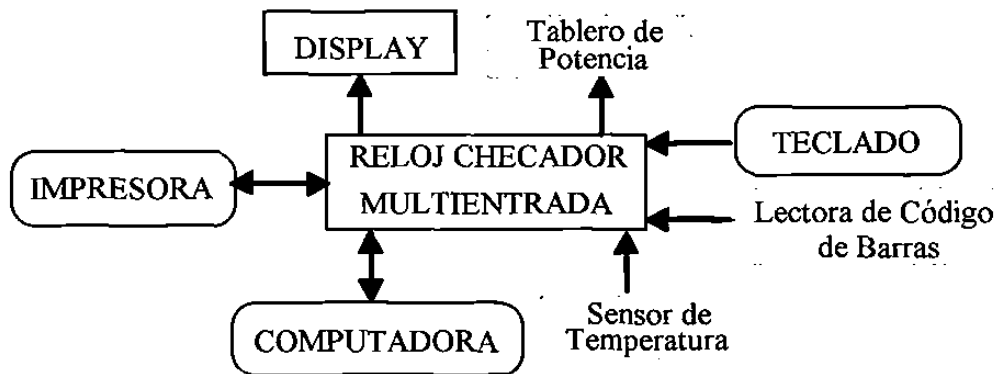 DISPLAY
Tablero de
Potencia
RELOJ CHECADOR
MULTIENTRADA
TECLADO
IMPRESORA
Lectora de Código
de Barras
COMPUTADORA
Sensor de
Temperatura